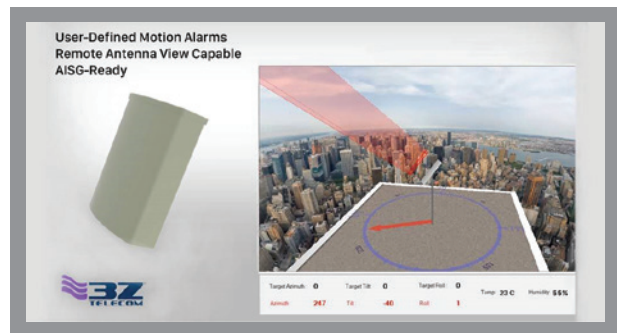 User-Defined Motion Alarms
Remote Antenna View Capable
AISG-Ready
3Z
TELECOM
Target Azimuth 0 Target Tilt 0 Target Roll 0
Azimuth 247 Tilt -40 Roll 1
Temp 23 C Humidity 55%